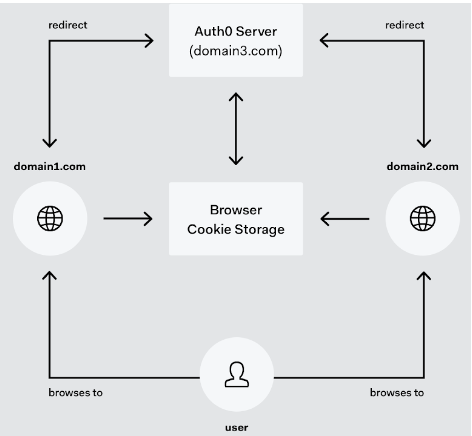 redirect
redirect
Auth0 Server
(domain3.com)
domain1.com
domain2.com
Browser
Cookie Storage
browses to
browses to
user